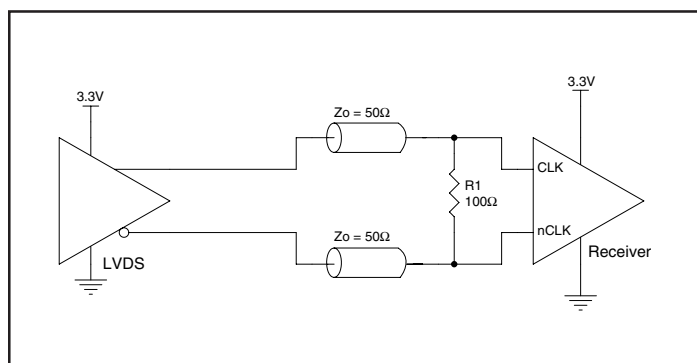 3.3V
3.3V
Zo = 50Ω
CLK
R1
100Ω
nCLK
Zo = 50Ω
LVDS
Receiver